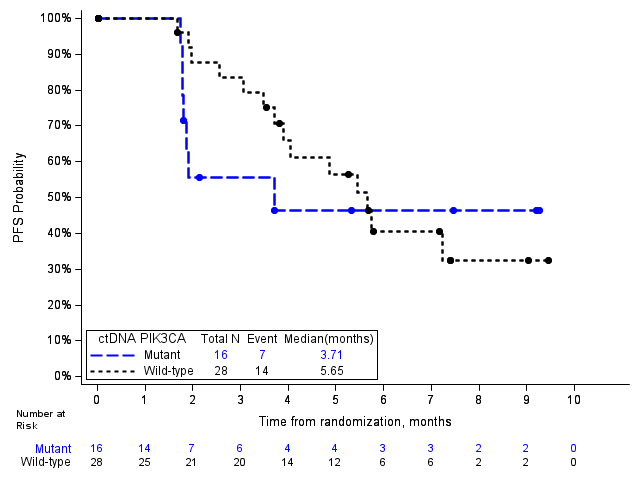 PFS Probability
100%
90%
80%
70%
60%
50%
40%
30%
20%
10%
0%
ctDNA PIK3CA Total N Event Median(months)
Mutant 16 7 3.71
Wild-type 28 14 5.65
0 1 2 3 4 5 6 7 8 9 10
Time from randomization, months
Number at
Risk
Mutant 16 14 7 6 4 4 3 3 2 2 0
Wild-type 28 25 21 20 14 12 6 6 2 2 0